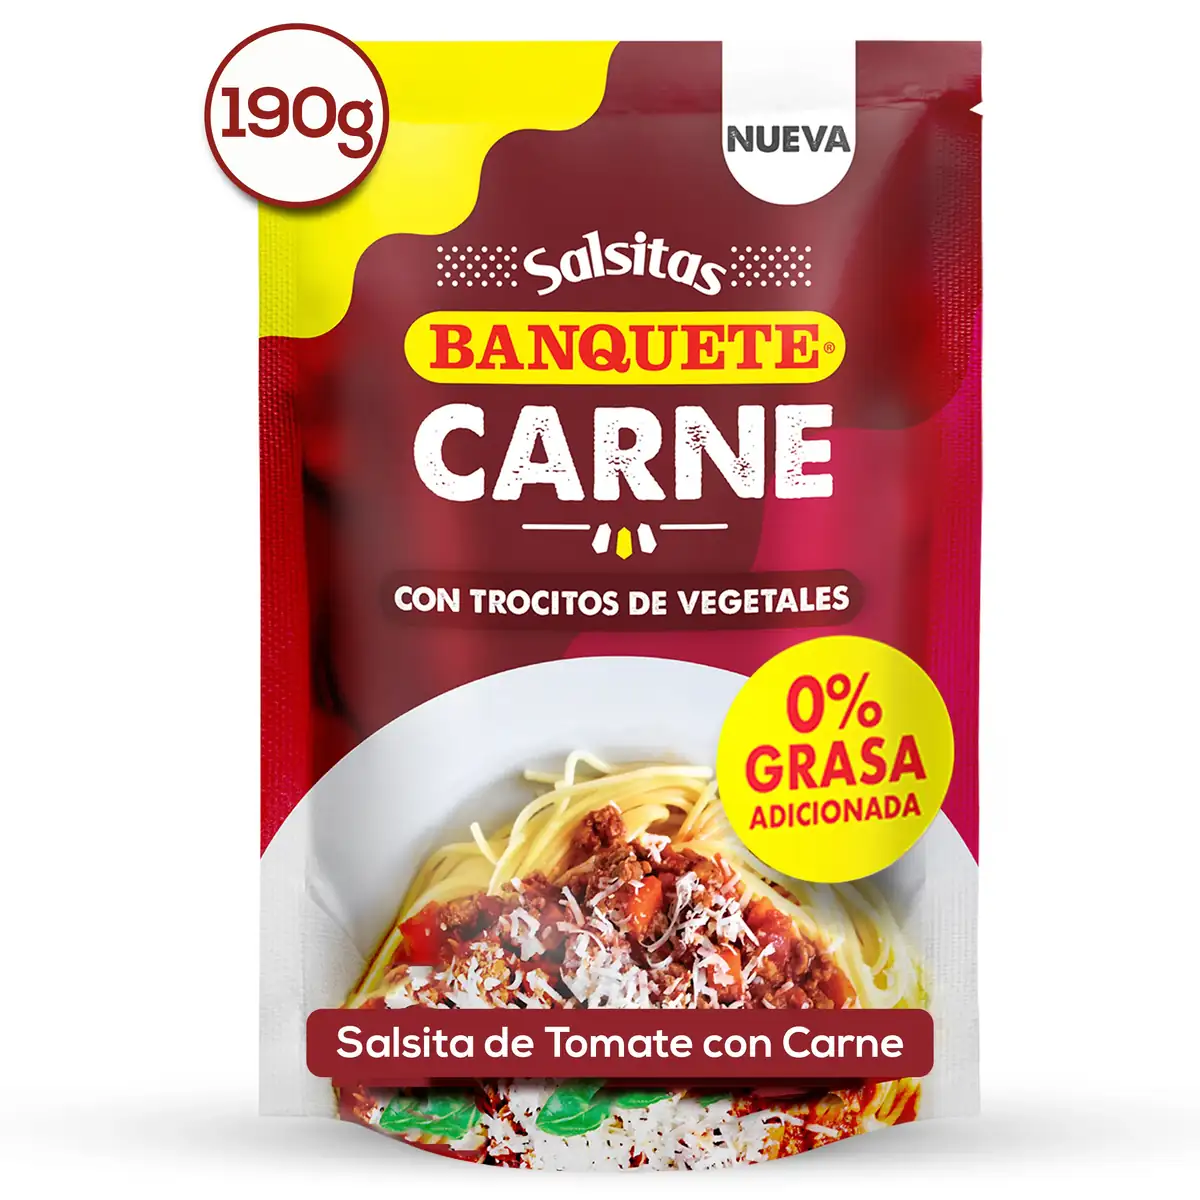 190g
NUEVA
Salsitas
BANQUETE®
CARNE
CON TROCITOS DE VEGETALES
0%
GRASA
ADICIONADA
Salsita de Tomate con Carne